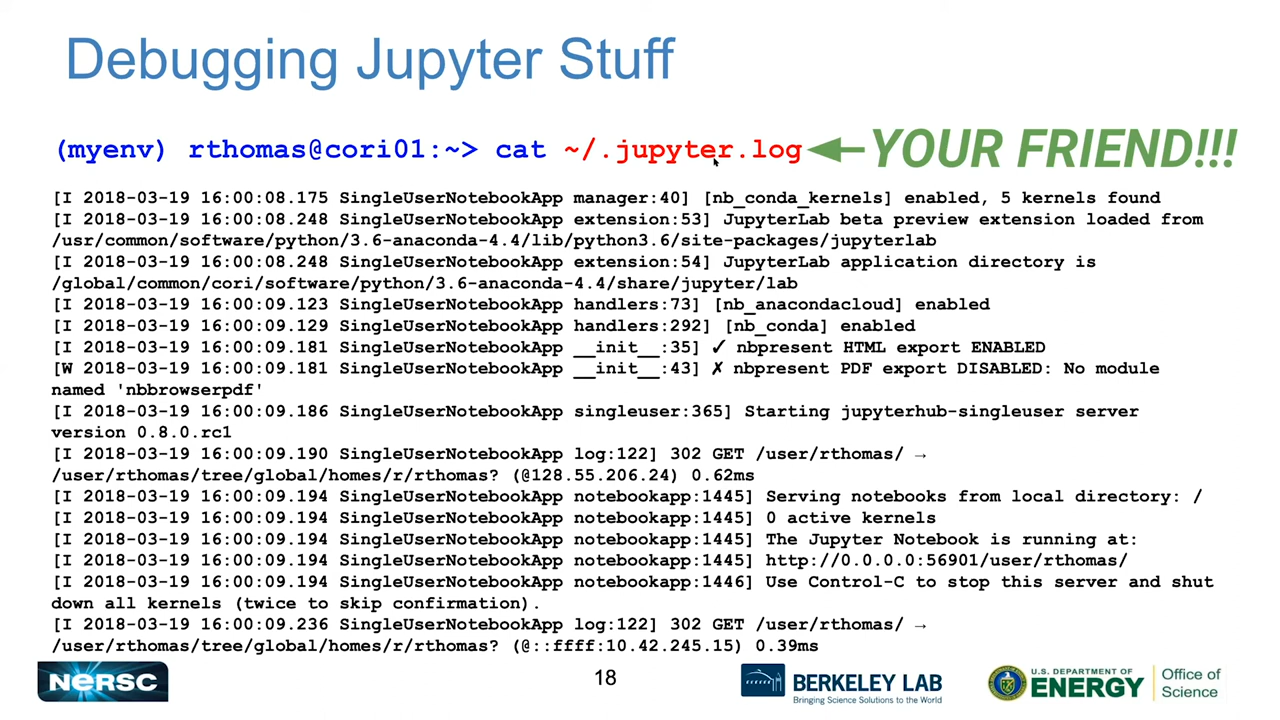 Debugging Jupyter Stuff
(myenv) rthomas@cori01:~> cat ~/.jupyter.log YOUR FRIEND!!!
[I 2018-03-19 16:00:08.175 SingleUserNotebookApp manager:40] [nb_conda_kernels] enabled, 5 kernels found
[I 2018-03-19 16:00:08.248 SingleUserNotebookApp extension:53] JupyterLab beta preview extension loaded from
/usr/common/software/python/3.6-anaconda-4.4/lib/python3.6/site-packages/jupyterlab
[I 2018-03-19 16:00:08.248 SingleUserNotebookApp extension:54] JupyterLab application directory is
/global/common/cori/software/python/3.6-anaconda-4.4/share/jupyter/lab
[I 2018-03-19 16:00:09.123 SingleUserNotebookApp handlers:73] [nb_anacondacloud] enabled
[I 2018-03-19 16:00:09.129 SingleUserNotebookApp handlers:292] [nb_conda] enabled
[I 2018-03-19 16:00:09.181 SingleUserNotebookApp __init__:35] ✓ nbpresent HTML export ENABLED
[W 2018-03-19 16:00:09.181 SingleUserNotebookApp __init__:43] ✗ nbpresent PDF export DISABLED: No module
named 'nbbrowserpdf'
[I 2018-03-19 16:00:09.186 SingleUserNotebookApp singleuser:365] Starting jupyterhub-singleuser server
version 0.8.0.rc1
[I 2018-03-19 16:00:09.190 SingleUserNotebookApp log:122] 302 GET /user/rthomas/ →
/user/rthomas/tree/global/homes/r/rthomas? (@128.55.206.24) 0.62ms
[I 2018-03-19 16:00:09.194 SingleUserNotebookApp notebookapp:1445] Serving notebooks from local directory: /
[I 2018-03-19 16:00:09.194 SingleUserNotebookApp notebookapp:1445] 0 active kernels
[I 2018-03-19 16:00:09.194 SingleUserNotebookApp notebookapp:1445] The Jupyter Notebook is running at:
[I 2018-03-19 16:00:09.194 SingleUserNotebookApp notebookapp:1445] http://0.0.0.0:56901/user/rthomas/
[I 2018-03-19 16:00:09.194 SingleUserNotebookApp notebookapp:1446] Use Control-C to stop this server and shut
down all kernels (twice to skip confirmation).
[I 2018-03-19 16:00:09.236 SingleUserNotebookApp log:122] 302 GET /user/rthomas/ →
/user/rthomas/tree/global/homes/r/rthomas? (@::ffff:10.42.245.15) 0.39ms
NERSC
18
BERKELEY LAB
Bringing Science Solutions to the World
U.S. DEPARTMENT OF
ENERGY
Office of
Science